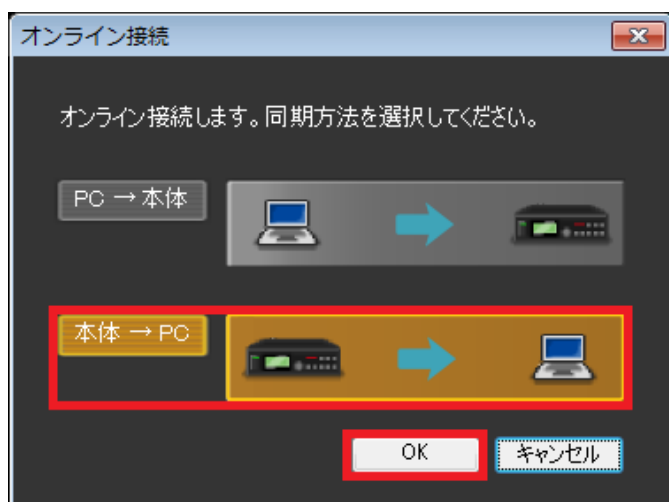 オンライン接続
オンライン接続します。同期方法を選択してください。
PC → 本体
本体 → PC
OK
キャンセル